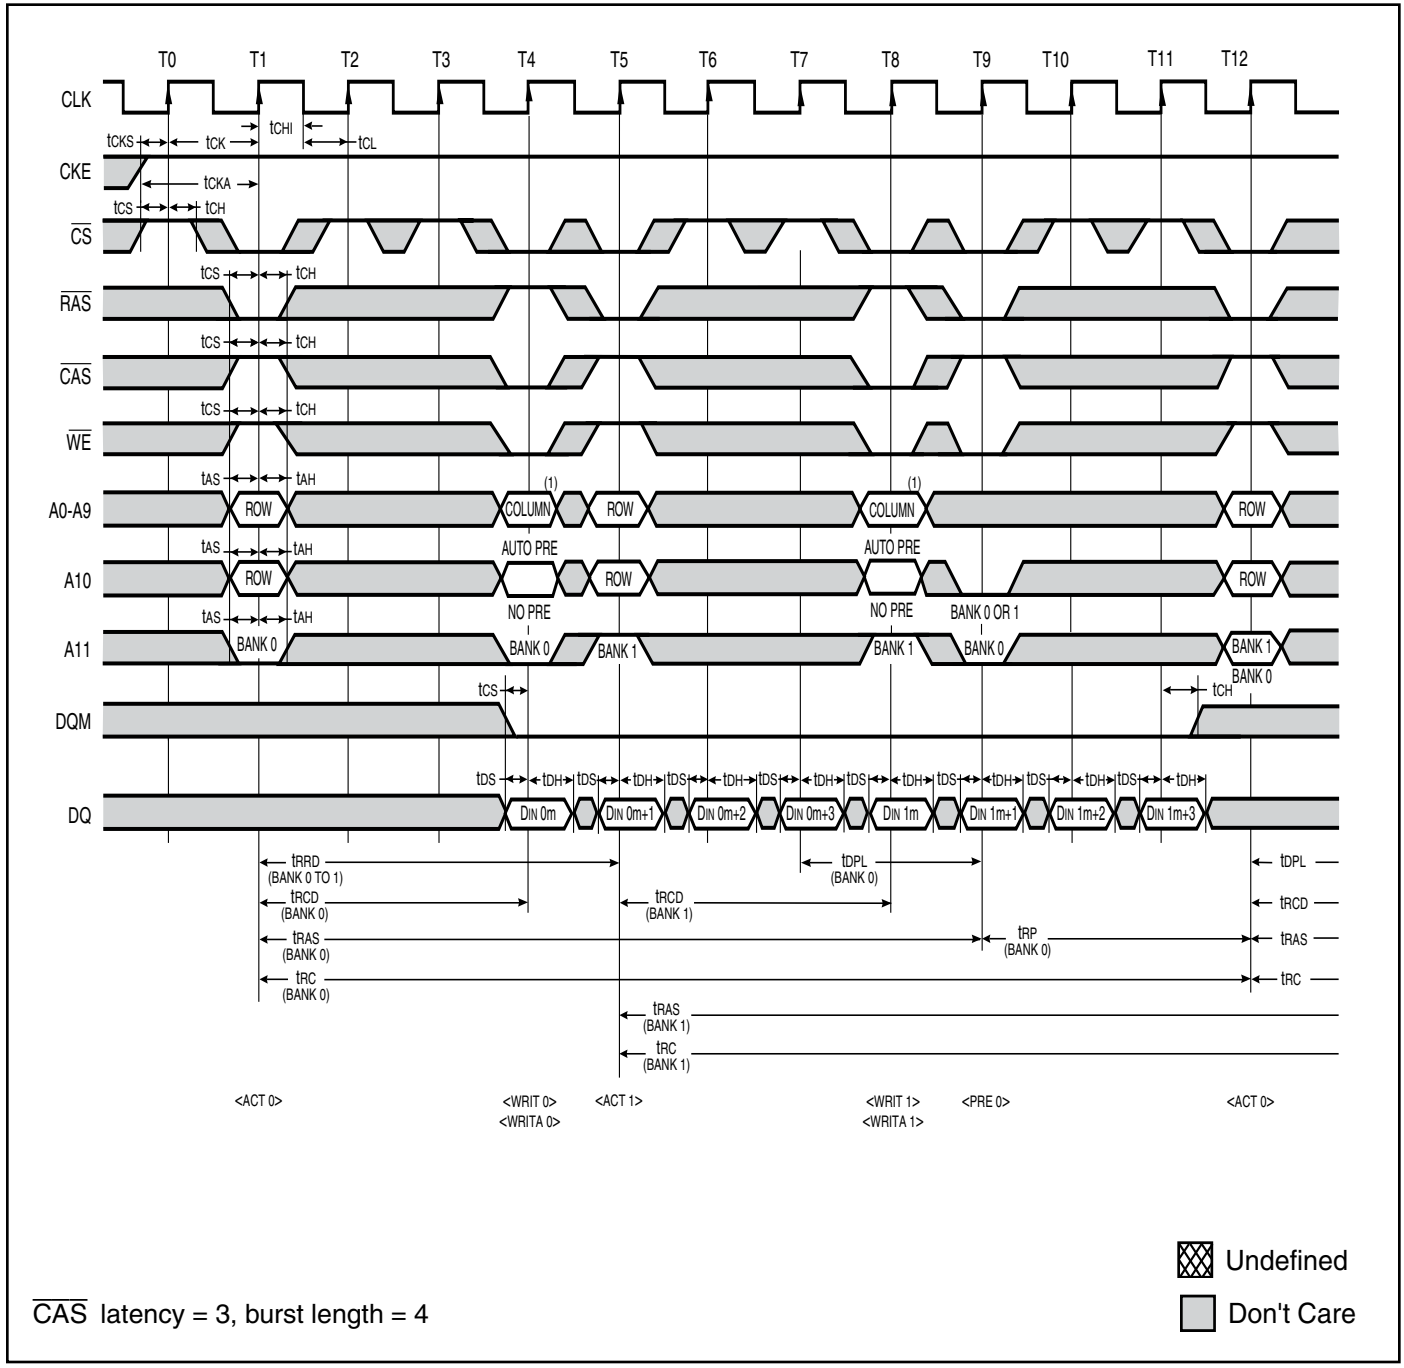 T0 T1 T2 T3 T4 T5 T6 T7 T8 T9 T10 T11 T12
CLK
tCHI
tCKS tCK tCL
CKE
tCKA
tCS tCH
CS
tCS tCH
RAS
tCS tCH
CAS
tCS tCH
WE
tAS tAH (1) (1)
A0-A9 ROW COLUMN ROW COLUMN ROW
tAS tAH AUTO PRE AUTO PRE
A10 ROW ROW ROW
NO PRE NO PRE BANK 0 OR 1
tAS tAH
A11 BANK 0 BANK 0 BANK 1 BANK 1 BANK 0 BANK 1
BANK 0
tCS tCH
DQM
tDS tDH tDS tDH tDS tDH tDS tDH tDS tDH tDS tDH tDS tDH tDS tDH
DQ DIN 0m DIN 0m+1 DIN 0m+2 DIN 0m+3 DIN 1m DIN 1m+1 DIN 1m+2 DIN 1m+3
tRRD tDPL tDPL
(BANK 0 TO 1) (BANK 0)
tRCD tRCD tRCD
(BANK 0) (BANK 1)
tRAS tRP tRAS
(BANK 0) (BANK 0)
tRC tRC
(BANK 0)
tRAS
(BANK 1)
tRC
(BANK 1)
<ACT 0> <WRIT 0> <ACT 1> <WRIT 1> <PRE 0> <ACT 0>
<WRITA 0> <WRITA 1>
Undefined
CAS latency = 3, burst length = 4
Don't Care